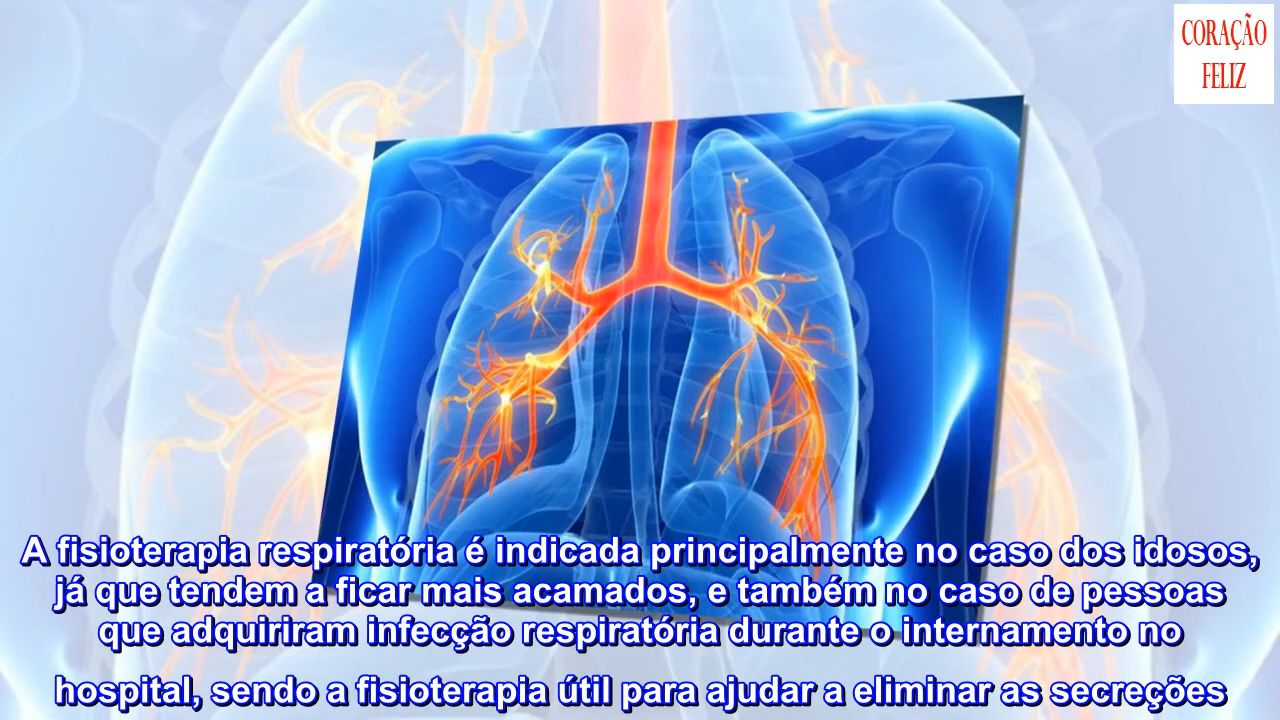 CORAÇÃO
FELIZ
A fisioterapia respiratória é indicada principalmente no caso dos idosos,
já que tendem a ficar mais acamados, e também no caso de pessoas
que adquiriram infecção respiratória durante o internamento no
hospital, sendo a fisioterapia útil para ajudar a eliminar as secreções